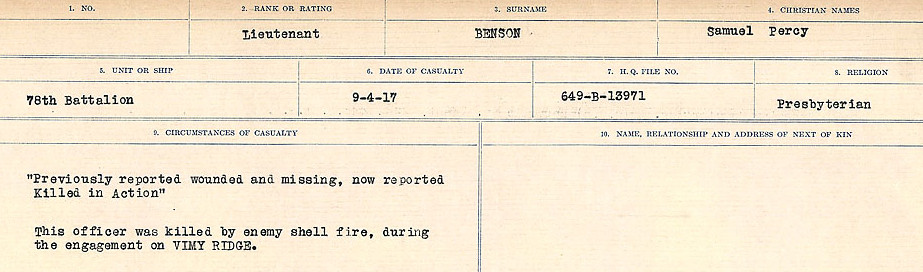 1. NO.
2. RANK OR RATING
3. SURNAME
4. CHRISTIAN NAMES
Lieutenant
BENSON
Samuel Percy
5. UNIT OR SHIP
6. DATE OF CASUALTY
7. H. Q. FILE NO.
8. RELIGION
78th Battalion
9-4-17
649-B-13971
Presbyterian
9. CIRCUMSTANCES OF CASUALTY
10. NAME, RELATIONSHIP AND ADDRESS OF NEXT OF KIN
"Previously reported wounded and missing, now reported
Killed in Action"
This officer was killed by enemy shell fire, during
the engagement on VIMY RIDGE.